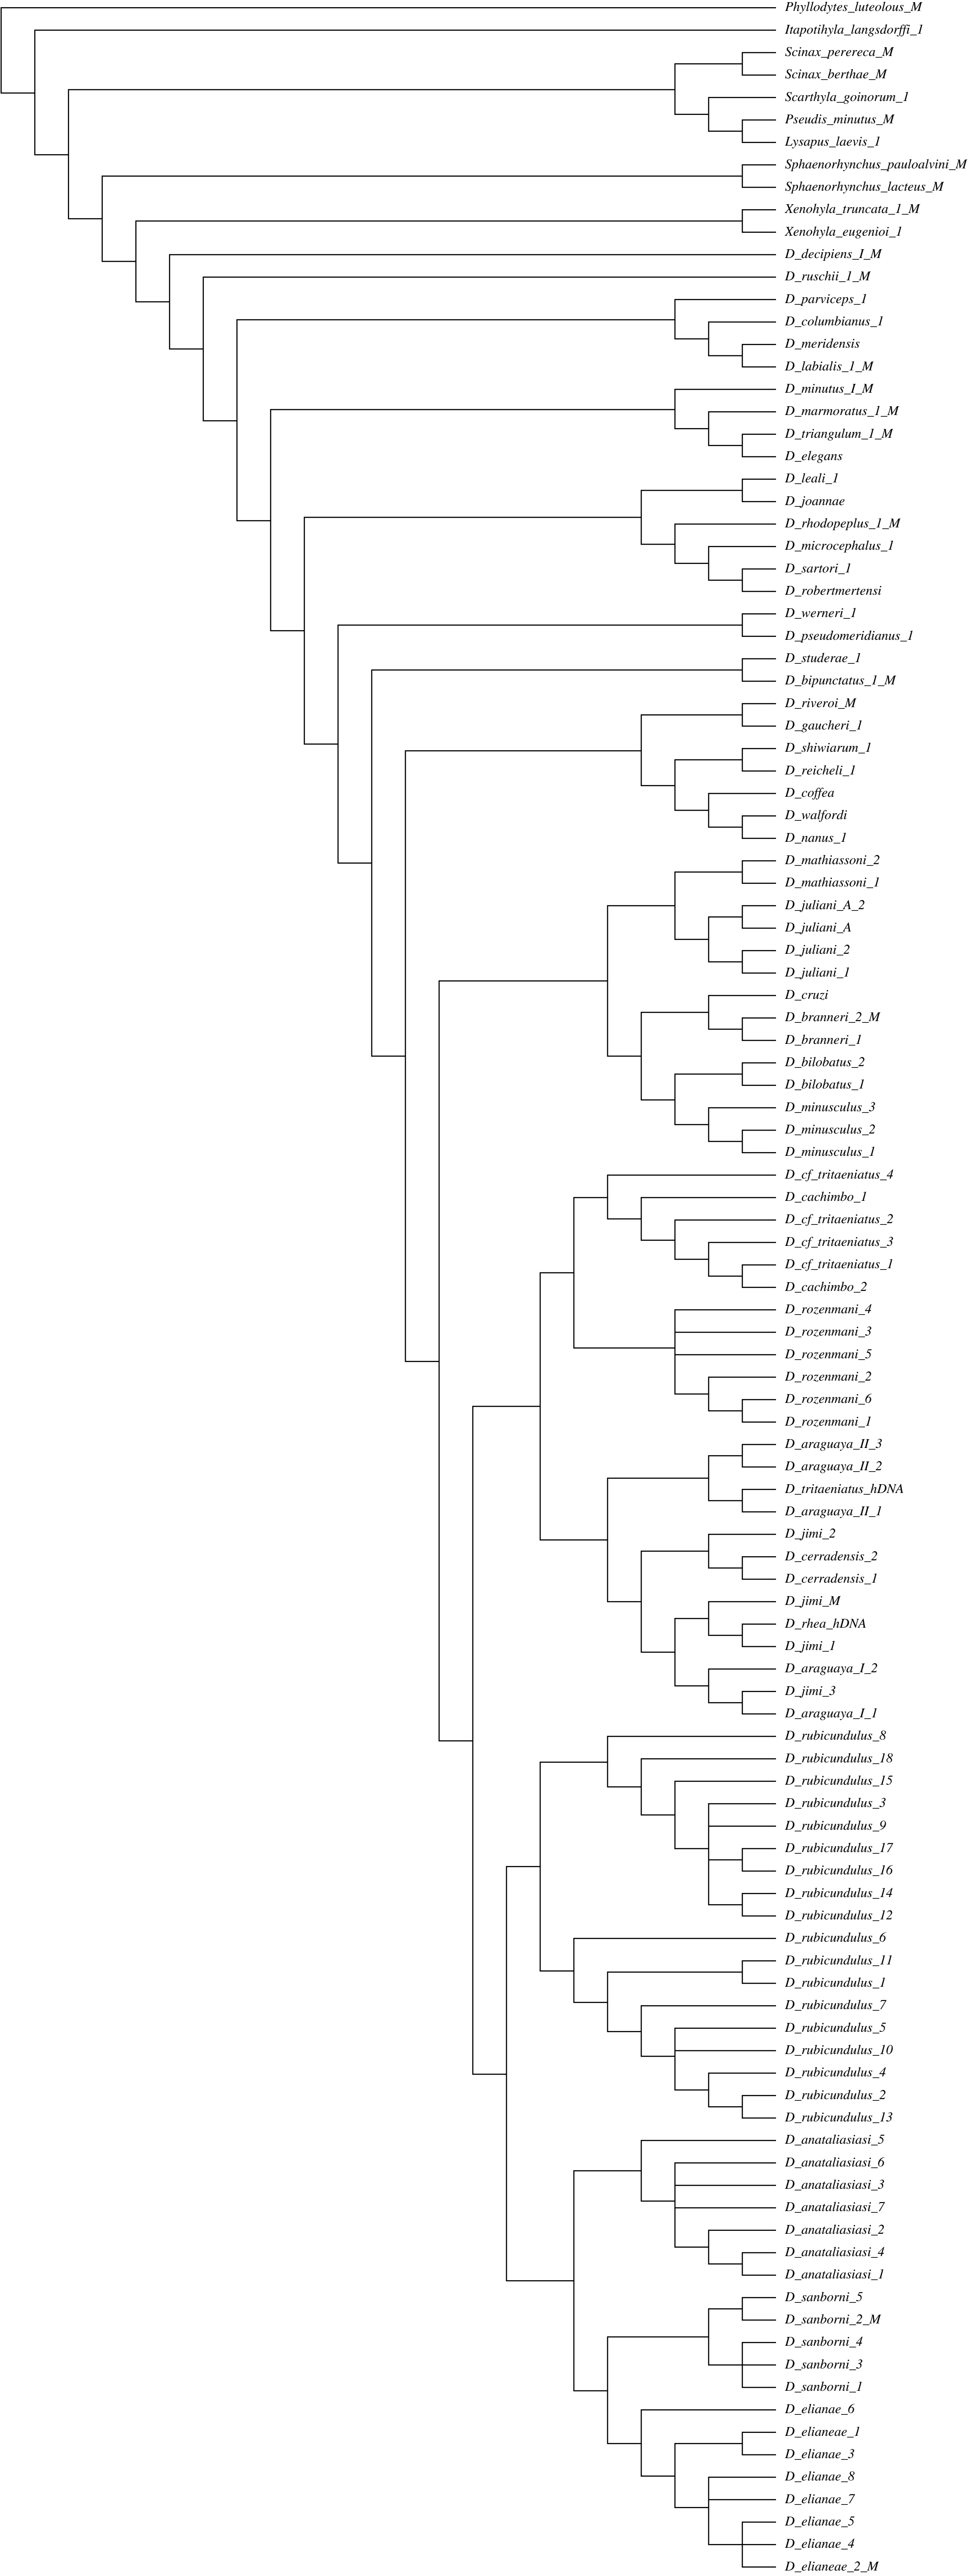 Phyllodytes_luteolous_M
Itapotihyla_langsdorffi_1
Scinax_perereca_M
Scinax_berthae_M
Scarthyla_goinorum_1
Pseudis_minutus_M
Lysapus_laevis_1
Sphaenorhynchus_pauloalvini_M
Sphaenorhynchus_lacteus_M
Xenohyla_truncata_1_M
Xenohyla_eugenioi_1
D_decipiens_I_M
D_ruschii_1_M
D_parviceps_1
D_columbianus_1
D_meridensis
D_labialis_1_M
D_minutus_I_M
D_marmoratus_1_M
D_triangulum_1_M
D_elegans
D_leali_1
D_joannae
D_rhodopeplus_1_M
D_microcephalus_1
D_sartori_1
D_robertmertensi
D_werneri_1
D_pseudomeridianus_1
D_studerae_1
D_bipunctatus_1_M
D_riveroi_M
D_gaucheri_1
D_shiwiarum_1
D_reicheli_1
D_coffea
D_walfordi
D_nanus_1
D_mathiassoni_2
D_mathiassoni_1
D_juliani_A_2
D_juliani_A
D_juliani_2
D_juliani_1
D_cruzi
D_branneri_2_M
D_branneri_1
D_bilobatus_2
D_bilobatus_1
D_minusculus_3
D_minusculus_2
D_minusculus_1
D_cf_tritaeniatus_4
D_cachimbo_1
D_cf_tritaeniatus_2
D_cf_tritaeniatus_3
D_cf_tritaeniatus_1
D_cachimbo_2
D_rozenmani_4
D_rozenmani_3
D_rozenmani_5
D_rozenmani_2
D_rozenmani_6
D_rozenmani_1
D_araguaya_II_3
D_araguaya_II_2
D_tritaeniatus_hDNA
D_araguaya_II_1
D_jimi_2
D_cerradensis_2
D_cerradensis_1
D_jimi_M
D_rhea_hDNA
D_jimi_1
D_araguaya_I_2
D_jimi_3
D_araguaya_I_1
D_rubicundulus_8
D_rubicundulus_18
D_rubicundulus_15
D_rubicundulus_3
D_rubicundulus_9
D_rubicundulus_17
D_rubicundulus_16
D_rubicundulus_14
D_rubicundulus_12
D_rubicundulus_6
D_rubicundulus_11
D_rubicundulus_1
D_rubicundulus_7
D_rubicundulus_5
D_rubicundulus_10
D_rubicundulus_4
D_rubicundulus_2
D_rubicundulus_13
D_anataliasiasi_5
D_anataliasiasi_6
D_anataliasiasi_3
D_anataliasiasi_7
D_anataliasiasi_2
D_anataliasiasi_4
D_anataliasiasi_1
D_sanborni_5
D_sanborni_2_M
D_sanborni_4
D_sanborni_3
D_sanborni_1
D_elianae_6
D_elianeae_1
D_elianae_3
D_elianae_8
D_elianae_7
D_elianae_5
D_elianae_4
D_elianeae_2_M